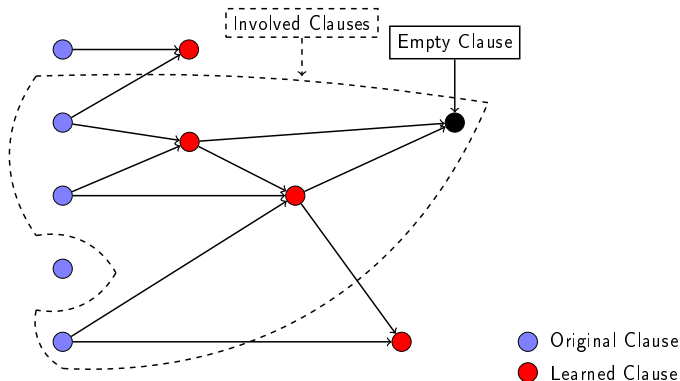 Involved Clauses
Empty Clause
Original Clause
Learned Clause